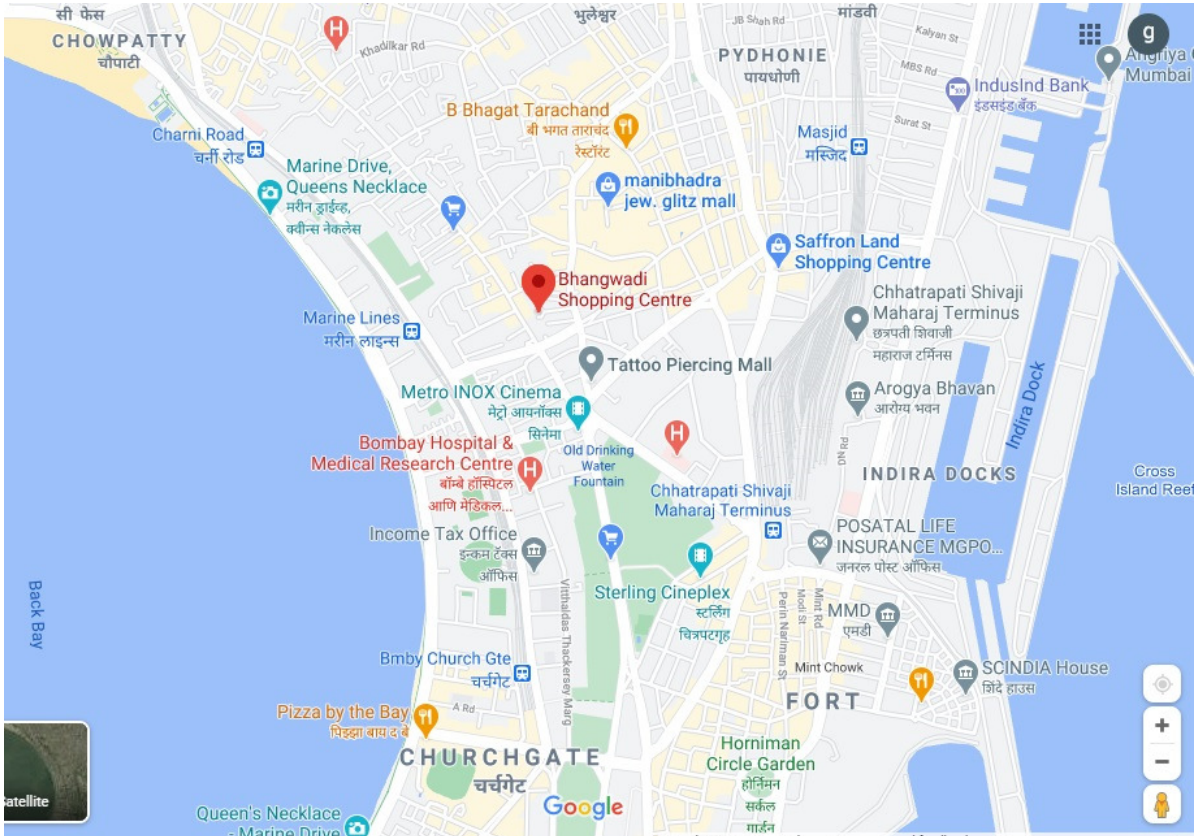 सी फेस
CHOWPATTY
चौपाटी
H
Khadilkar Rd
भुलेश्वर
JB Shah Rd
मांडवी
PYDHONIE
पायधोणी
Kalyan St
MBS Rd
g
Angriya
Mumbai
IndusInd Bank
इंडसइंड बँक
Surat St
B Bhagat Tarachand
बी भगत ताराचंद
रेस्टॉरंट
Charni Road
चर्नी रोड
Masjid
मस्जिद
Marine Drive,
Queens Necklace
मरीन ड्राईव्ह,
क्वीन्स नेकलेस
manibhadra
jew. glitz mall
Saffron Land
Shopping Centre
Bhangwadi
Shopping Centre
Chhatrapati Shivaji
Maharaj Terminus
छत्रपती शिवाजी
महाराज टर्मिनस
Marine Lines
मरीन लाइन्स
Tattoo Piercing Mall
Indira Dock
Metro INOX Cinema
मेट्रो आयनॉक्स
सिनेमा
Arogya Bhavan
आरोग्य भवन
H
Bombay Hospital &
Medical Research Centre
बॉम्बे हॉस्पिटल
आणि मेडिकल...
H
Old Drinking
Water
Fountain
P D'Mello Rd
INDIRA DOCKS
Cross
Island Reef
Chhatrapati Shivaji
Maharaj Terminus
Income Tax Office
इन्कम टॅक्स
ऑफिस
POSATAL LIFE
INSURANCE MGPO...
जनरल पोस्ट ऑफिस
Back Bay
Vitthaldas Thackersey Marg
Sterling Cineplex
स्टर्लिंग
चित्रपटगृह
Perin Nariman St
Modi St
Mint Rd
MMD
एमडी
Bmby Church Gte
चर्चगेट
Mint Chowk
SCINDIA House
शिंदे हाउस
FORT
Pizza by the Bay
पिझ्झा बाय द बे
A Rd
CHURCHGATE
चर्चगेट
Horniman
Circle Garden
होर्निमन
सर्कल
गार्डन
Satellite
Google
Queen's Necklace
- Marine Drive
+
−